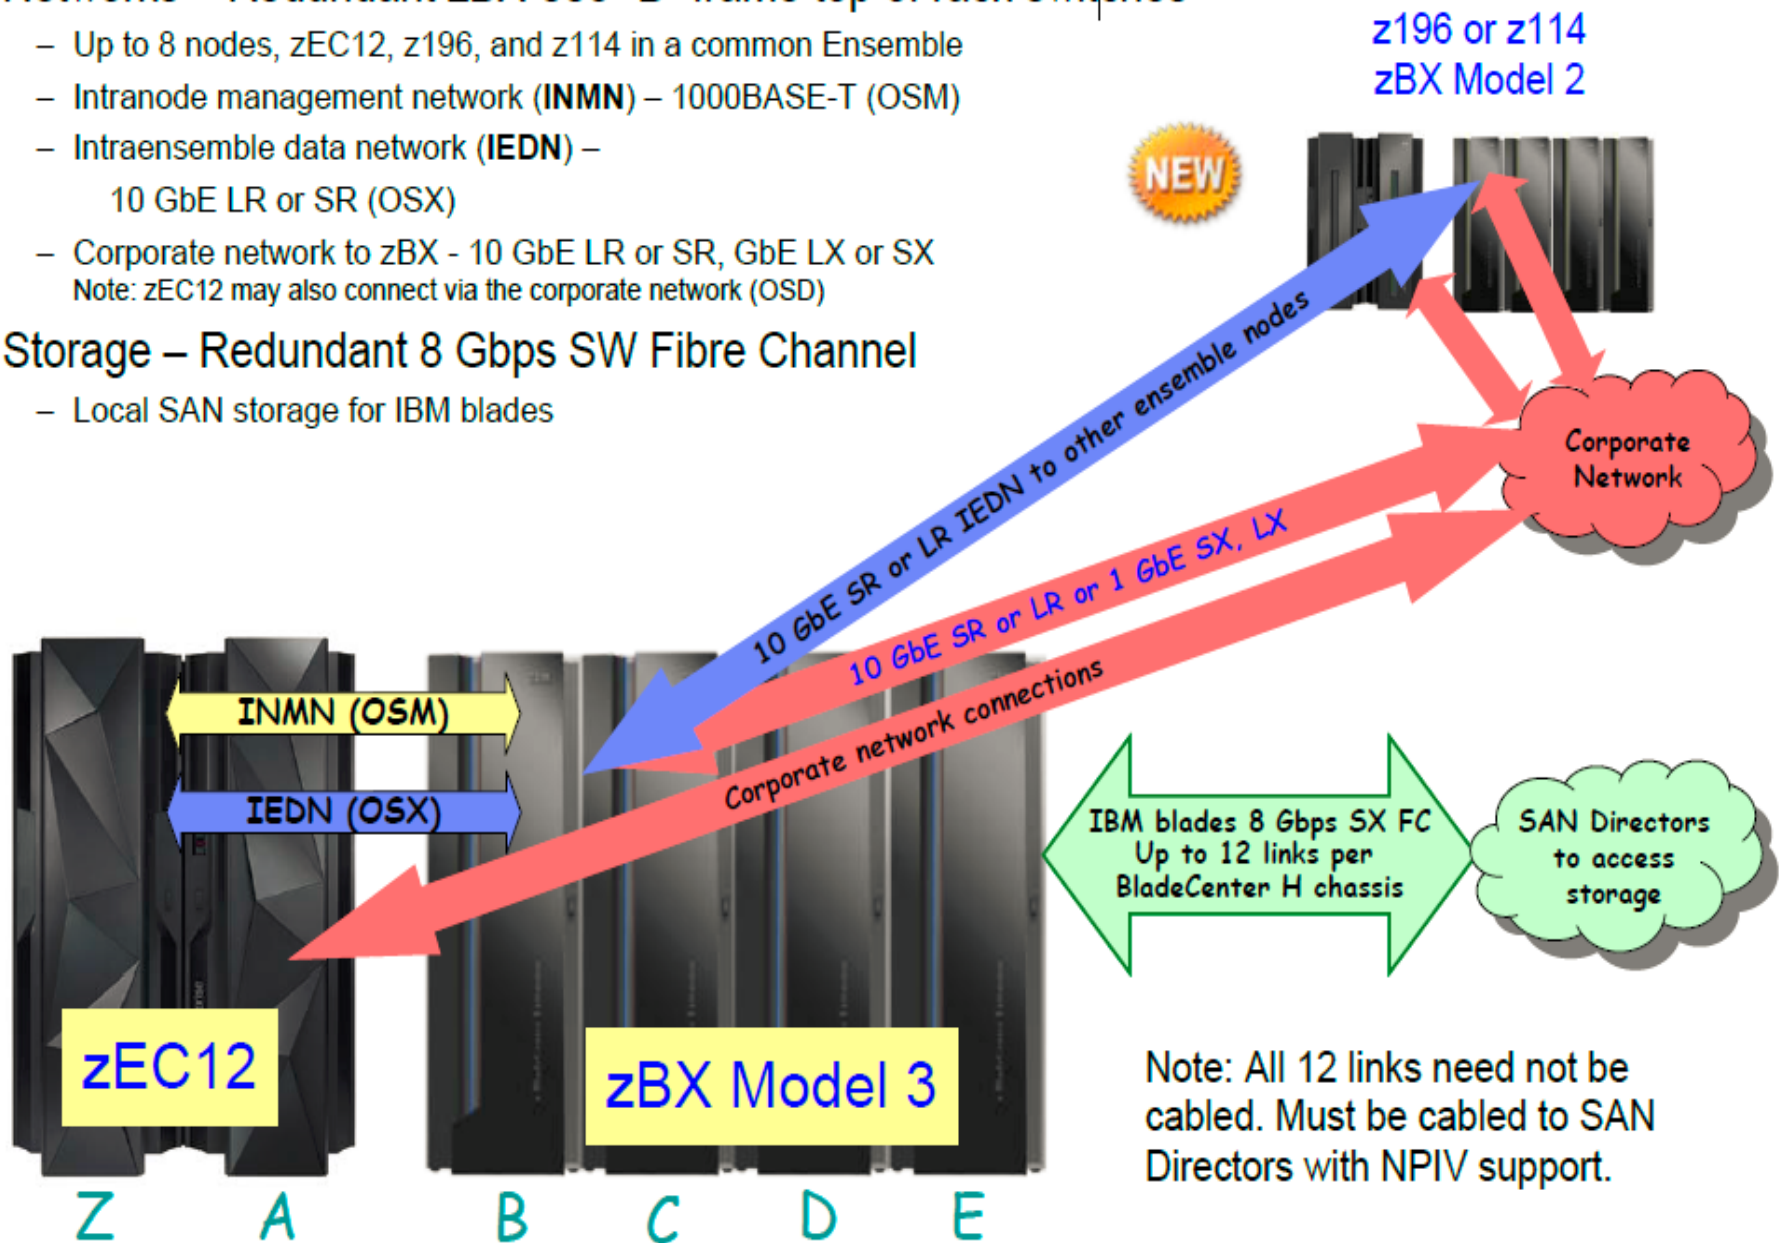 – Up to 8 nodes, zEC12, z196, and z114 in a common Ensemble
– Intranode management network (INMN) – 1000BASE-T (OSM)
– Intraensemble data network (IEDN) –
10 GbE LR or SR (OSX)
– Corporate network to zBX - 10 GbE LR or SR, GbE LX or SX
Note: zEC12 may also connect via the corporate network (OSD)
Storage – Redundant 8 Gbps SW Fibre Channel
– Local SAN storage for IBM blades
z196 or z114
zBX Model 2
NEW
10 GbE SR or LR IEDN to other ensemble nodes
10 GbE SR or LR or 1 GbE SX, LX
Corporate network connections
Corporate
Network
INMN (OSM)
IEDN (OSX)
IBM blades 8 Gbps SX FC
Up to 12 links per
BladeCenter H chassis
SAN Directors
to access
storage
zEC12
zBX Model 3
Note: All 12 links need not be
cabled. Must be cabled to SAN
Directors with NPIV support.
Z A B C D E